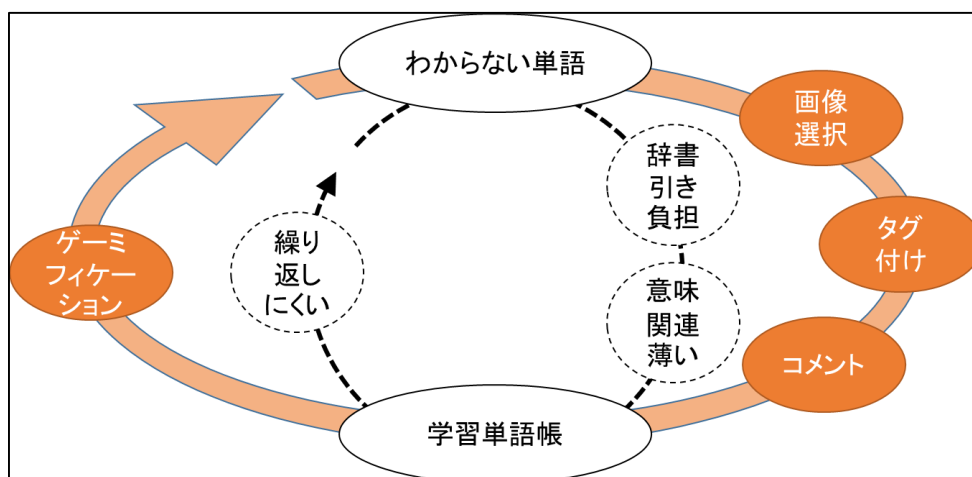 わからない単語
画像
選択
辞書
引き
負担
タグ
付け
繰り
返し
にくい
ゲーミ
フィケー
ション
意味
関連
薄い
コメント
学習単語帳